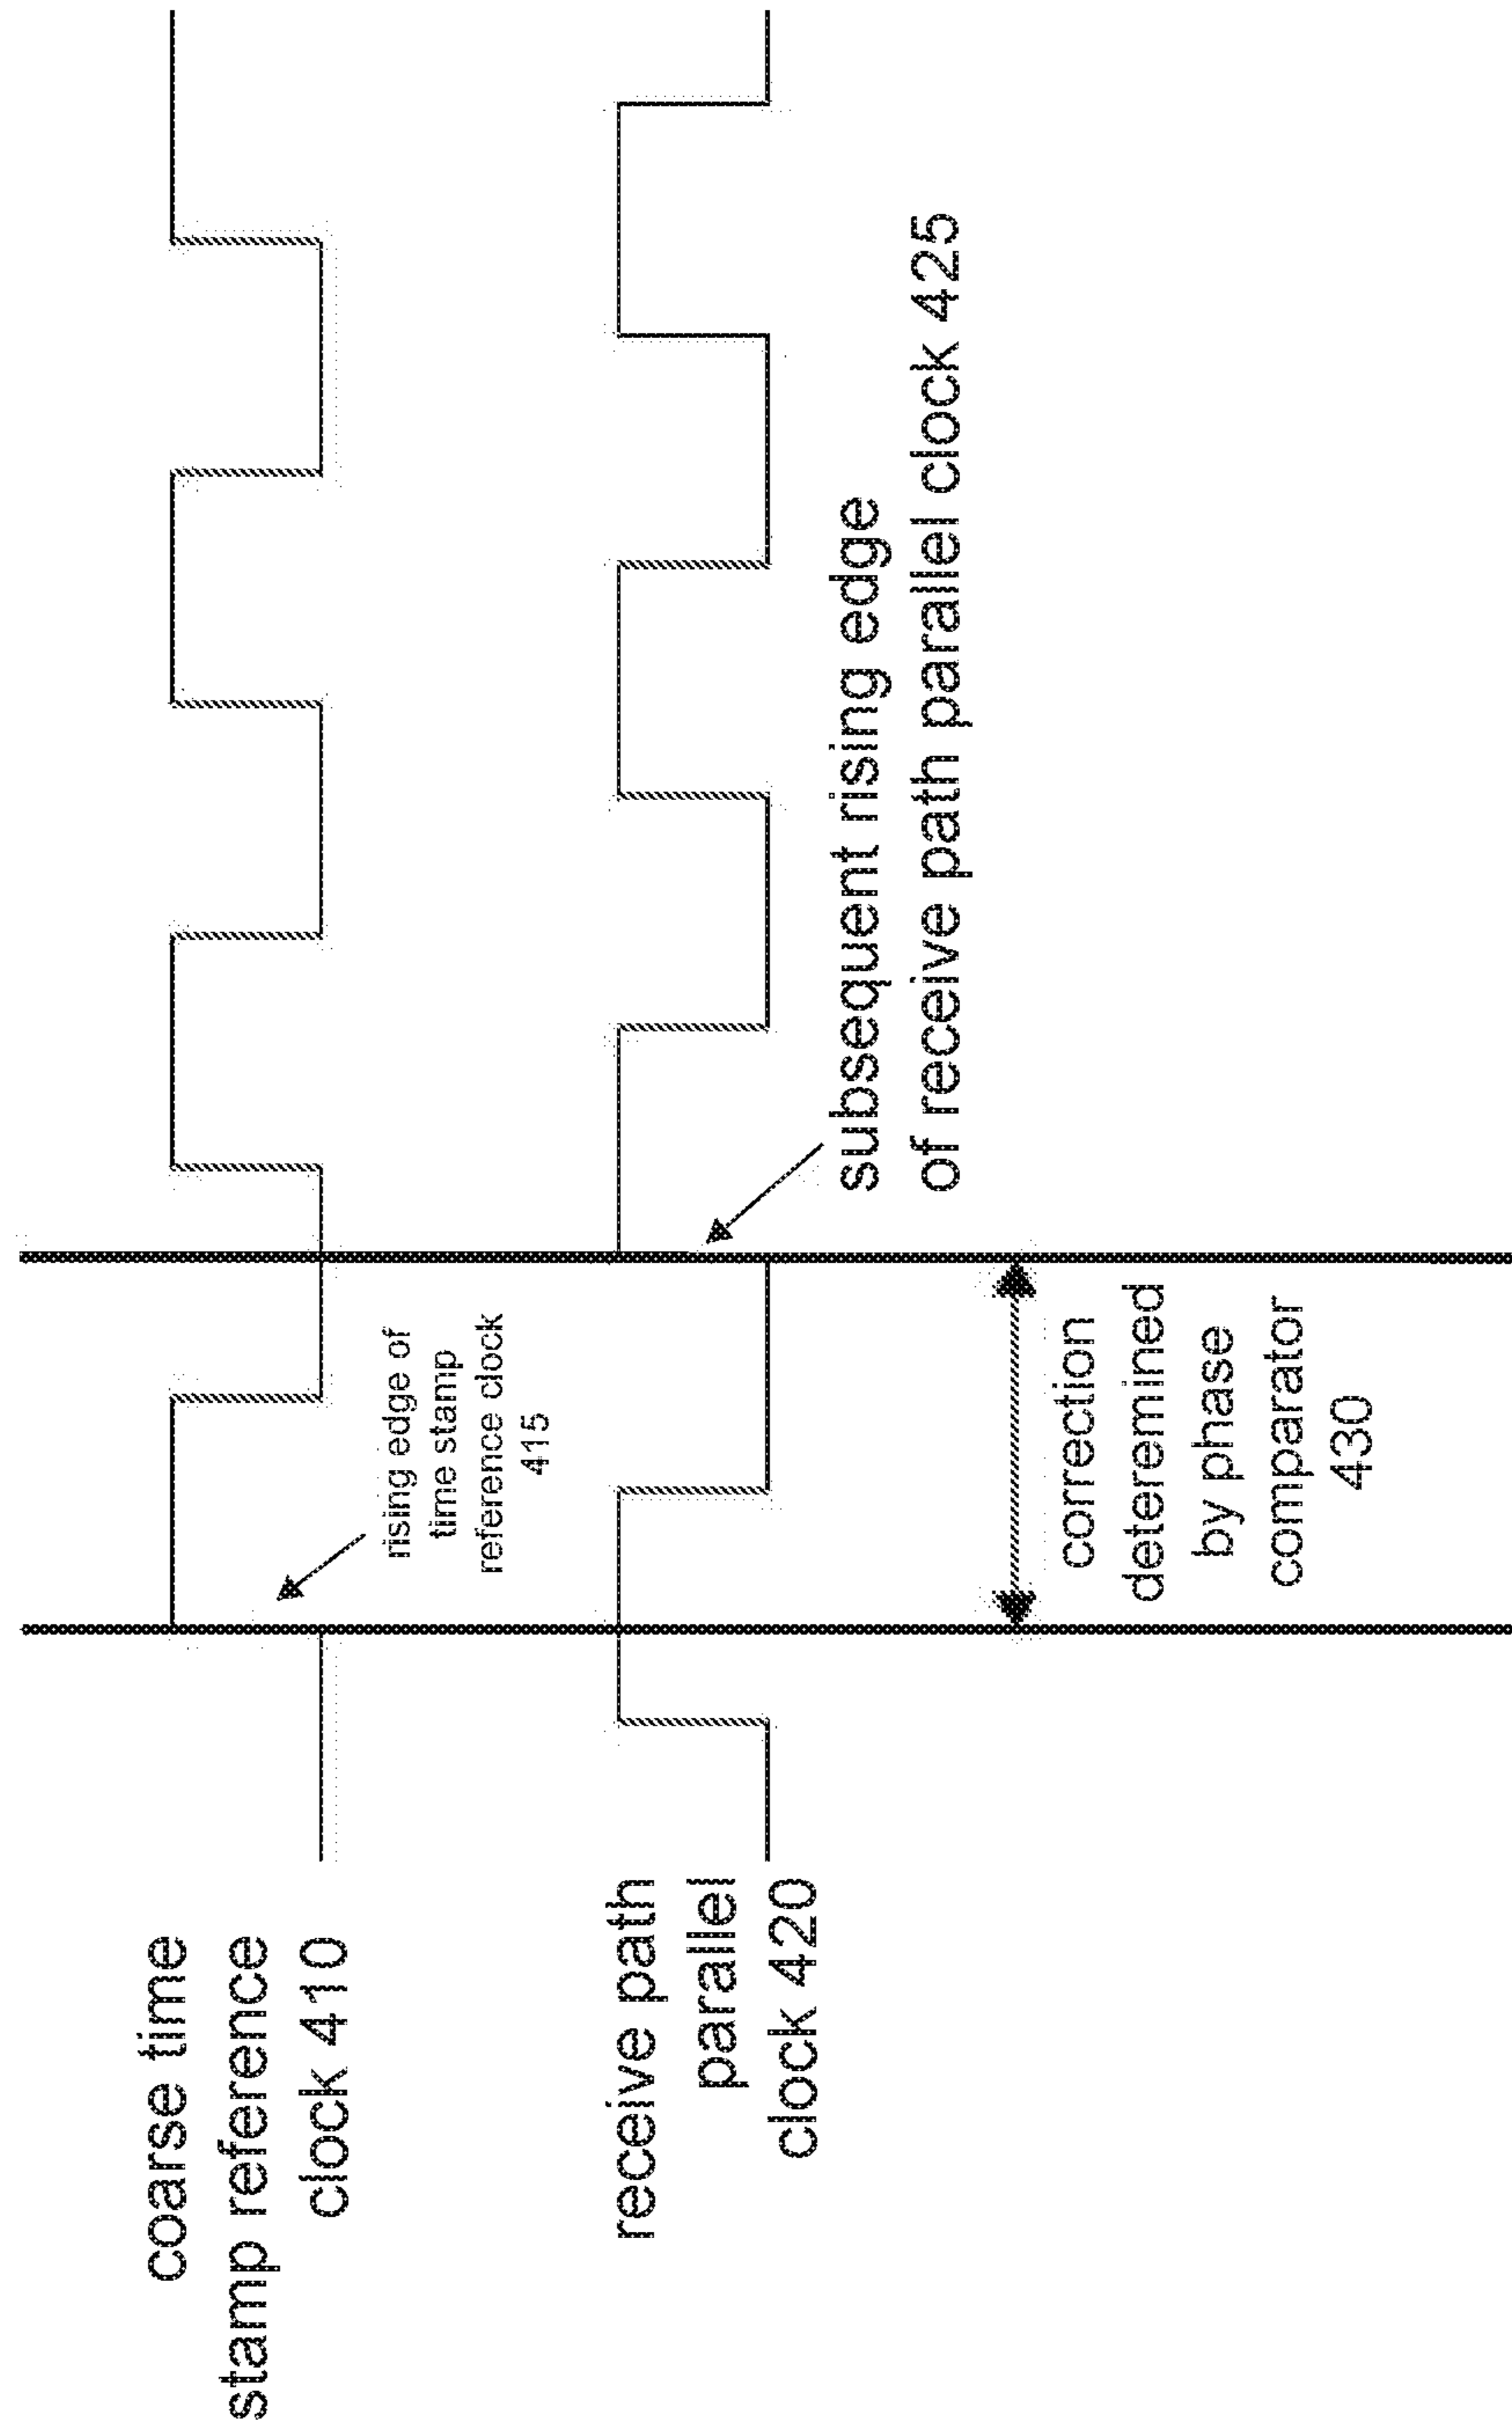 coarse time
stamp reference
clock 410
rising edge of
time stamp
reference clock
415
receive path
parallel
clock 420
subsequent rising edge
of receive path parallel clock 425
correction
deteremined
by phase
comparator
430